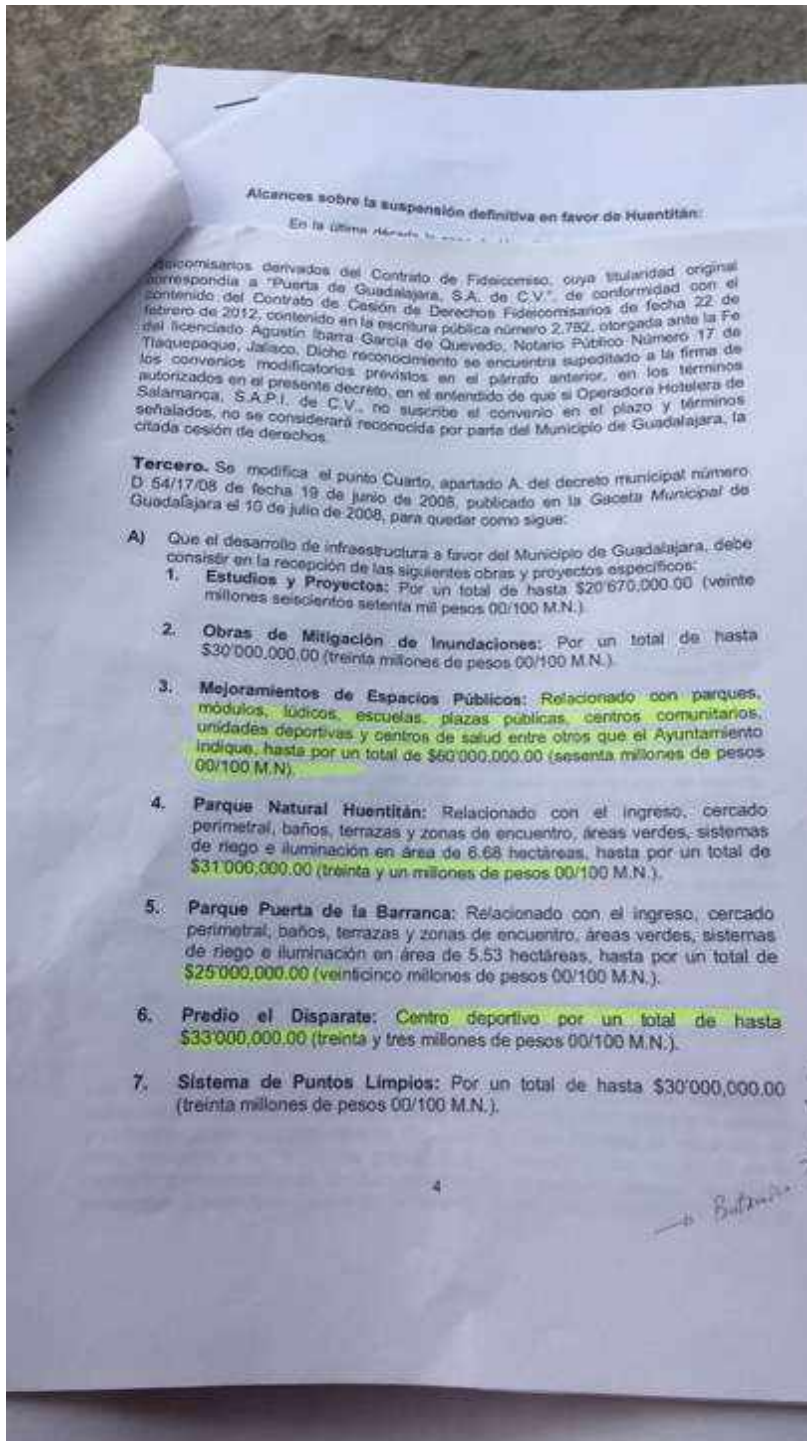 Alcances sobre la suspensión definitiva en favor de Huentitán:
En la última década
correspondía a "Puerta de Guadalajara, S.A. de C.V.", de conformidad con el
Fideicomisarios derivados del Contrato de Fideicomiso, cuya titularidad original
contenido del Contrato de Cesión de Derechos Fideicomisarios de fecha 22 de
febrero de 2012, contenido en la escritura pública número 2,792, otorgada ante la Fe
del licenciado Agustín Ibarra García de Quevedo, Notario Público Número 17 de
Tlaquepaque, Jalisco. Dicho reconocimiento se encuentra supeditado a la firma de
los convenios modificatorios previstos en el párrafo anterior, en los términos
autorizados en el presente decreto, en el entendido de que si Operadora Hotelera de
Salamanca, S.A.P.I. de C.V., no suscribe el convenio en el plazo y términos
señalados, no se considerará reconocida por parte del Municipio de Guadalajara, la
citada cesión de derechos.
Tercero. Se modifica el punto Cuarto, apartado A. del decreto municipal número
D 54/17/08 de fecha 19 de junio de 2008, publicado en la Gaceta Municipal de
Guadalajara el 10 de julio de 2008, para quedar como sigue:
A) Que el desarrollo de infraestructura a favor del Municipio de Guadalajara, debe
consistir en la recepción de las siguientes obras y proyectos específicos:
1. Estudios y Proyectos: Por un total de hasta $20'670,000.00 (veinte
millones seiscientos setenta mil pesos 00/100 M.N.).
2. Obras de Mitigación de Inundaciones: Por un total de hasta
$30'000,000.00 (treinta millones de pesos 00/100 M.N.).
3. Mejoramientos de Espacios Públicos: Relacionado con parques,
módulos, lúdicos, escuelas, plazas públicas, centros comunitarios,
unidades deportivas y centros de salud entre otros que el Ayuntamiento
indique, hasta por un total de $60'000,000.00 (sesenta millones de pesos
00/100 M.N).
4. Parque Natural Huentitán: Relacionado con el ingreso, cercado
perimetral, baños, terrazas y zonas de encuentro, áreas verdes, sistemas
de riego e iluminación en área de 6.68 hectáreas, hasta por un total de
$31'000,000.00 (treinta y un millones de pesos 00/100 M.N.).
5. Parque Puerta de la Barranca: Relacionado con el ingreso, cercado
perimetral, baños, terrazas y zonas de encuentro, áreas verdes, sistemas
de riego e iluminación en área de 5.53 hectáreas, hasta por un total de
$25'000,000.00 (veinticinco millones de pesos 00/100 M.N.).
6. Predio el Disparate: Centro deportivo por un total de hasta
$33'000,000.00 (treinta y tres millones de pesos 00/100 M.N.).
7. Sistema de Puntos Limpios: Por un total de hasta $30'000,000.00
(treinta millones de pesos 00/100 M.N.).
4